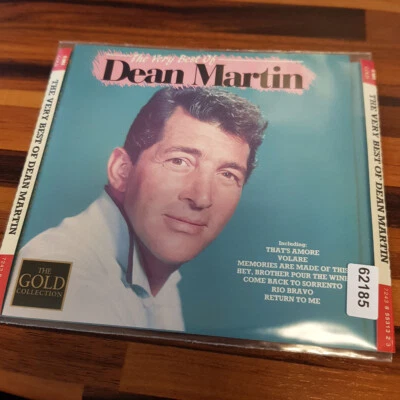 The Very Best Of
Dean Martin
THE VERY BEST OF DEAN MARTIN
THE VERY BEST OF DEAN MARTIN
Including:
THAT'S AMORE
VOLARE
MEMORIES ARE MADE OF THIS
HEY, BROTHER POUR THE WINE
COME BACK TO SORRENTO
RIO BRAVO
RETURN TO ME
62185
THE
GOLD
COLLECTION